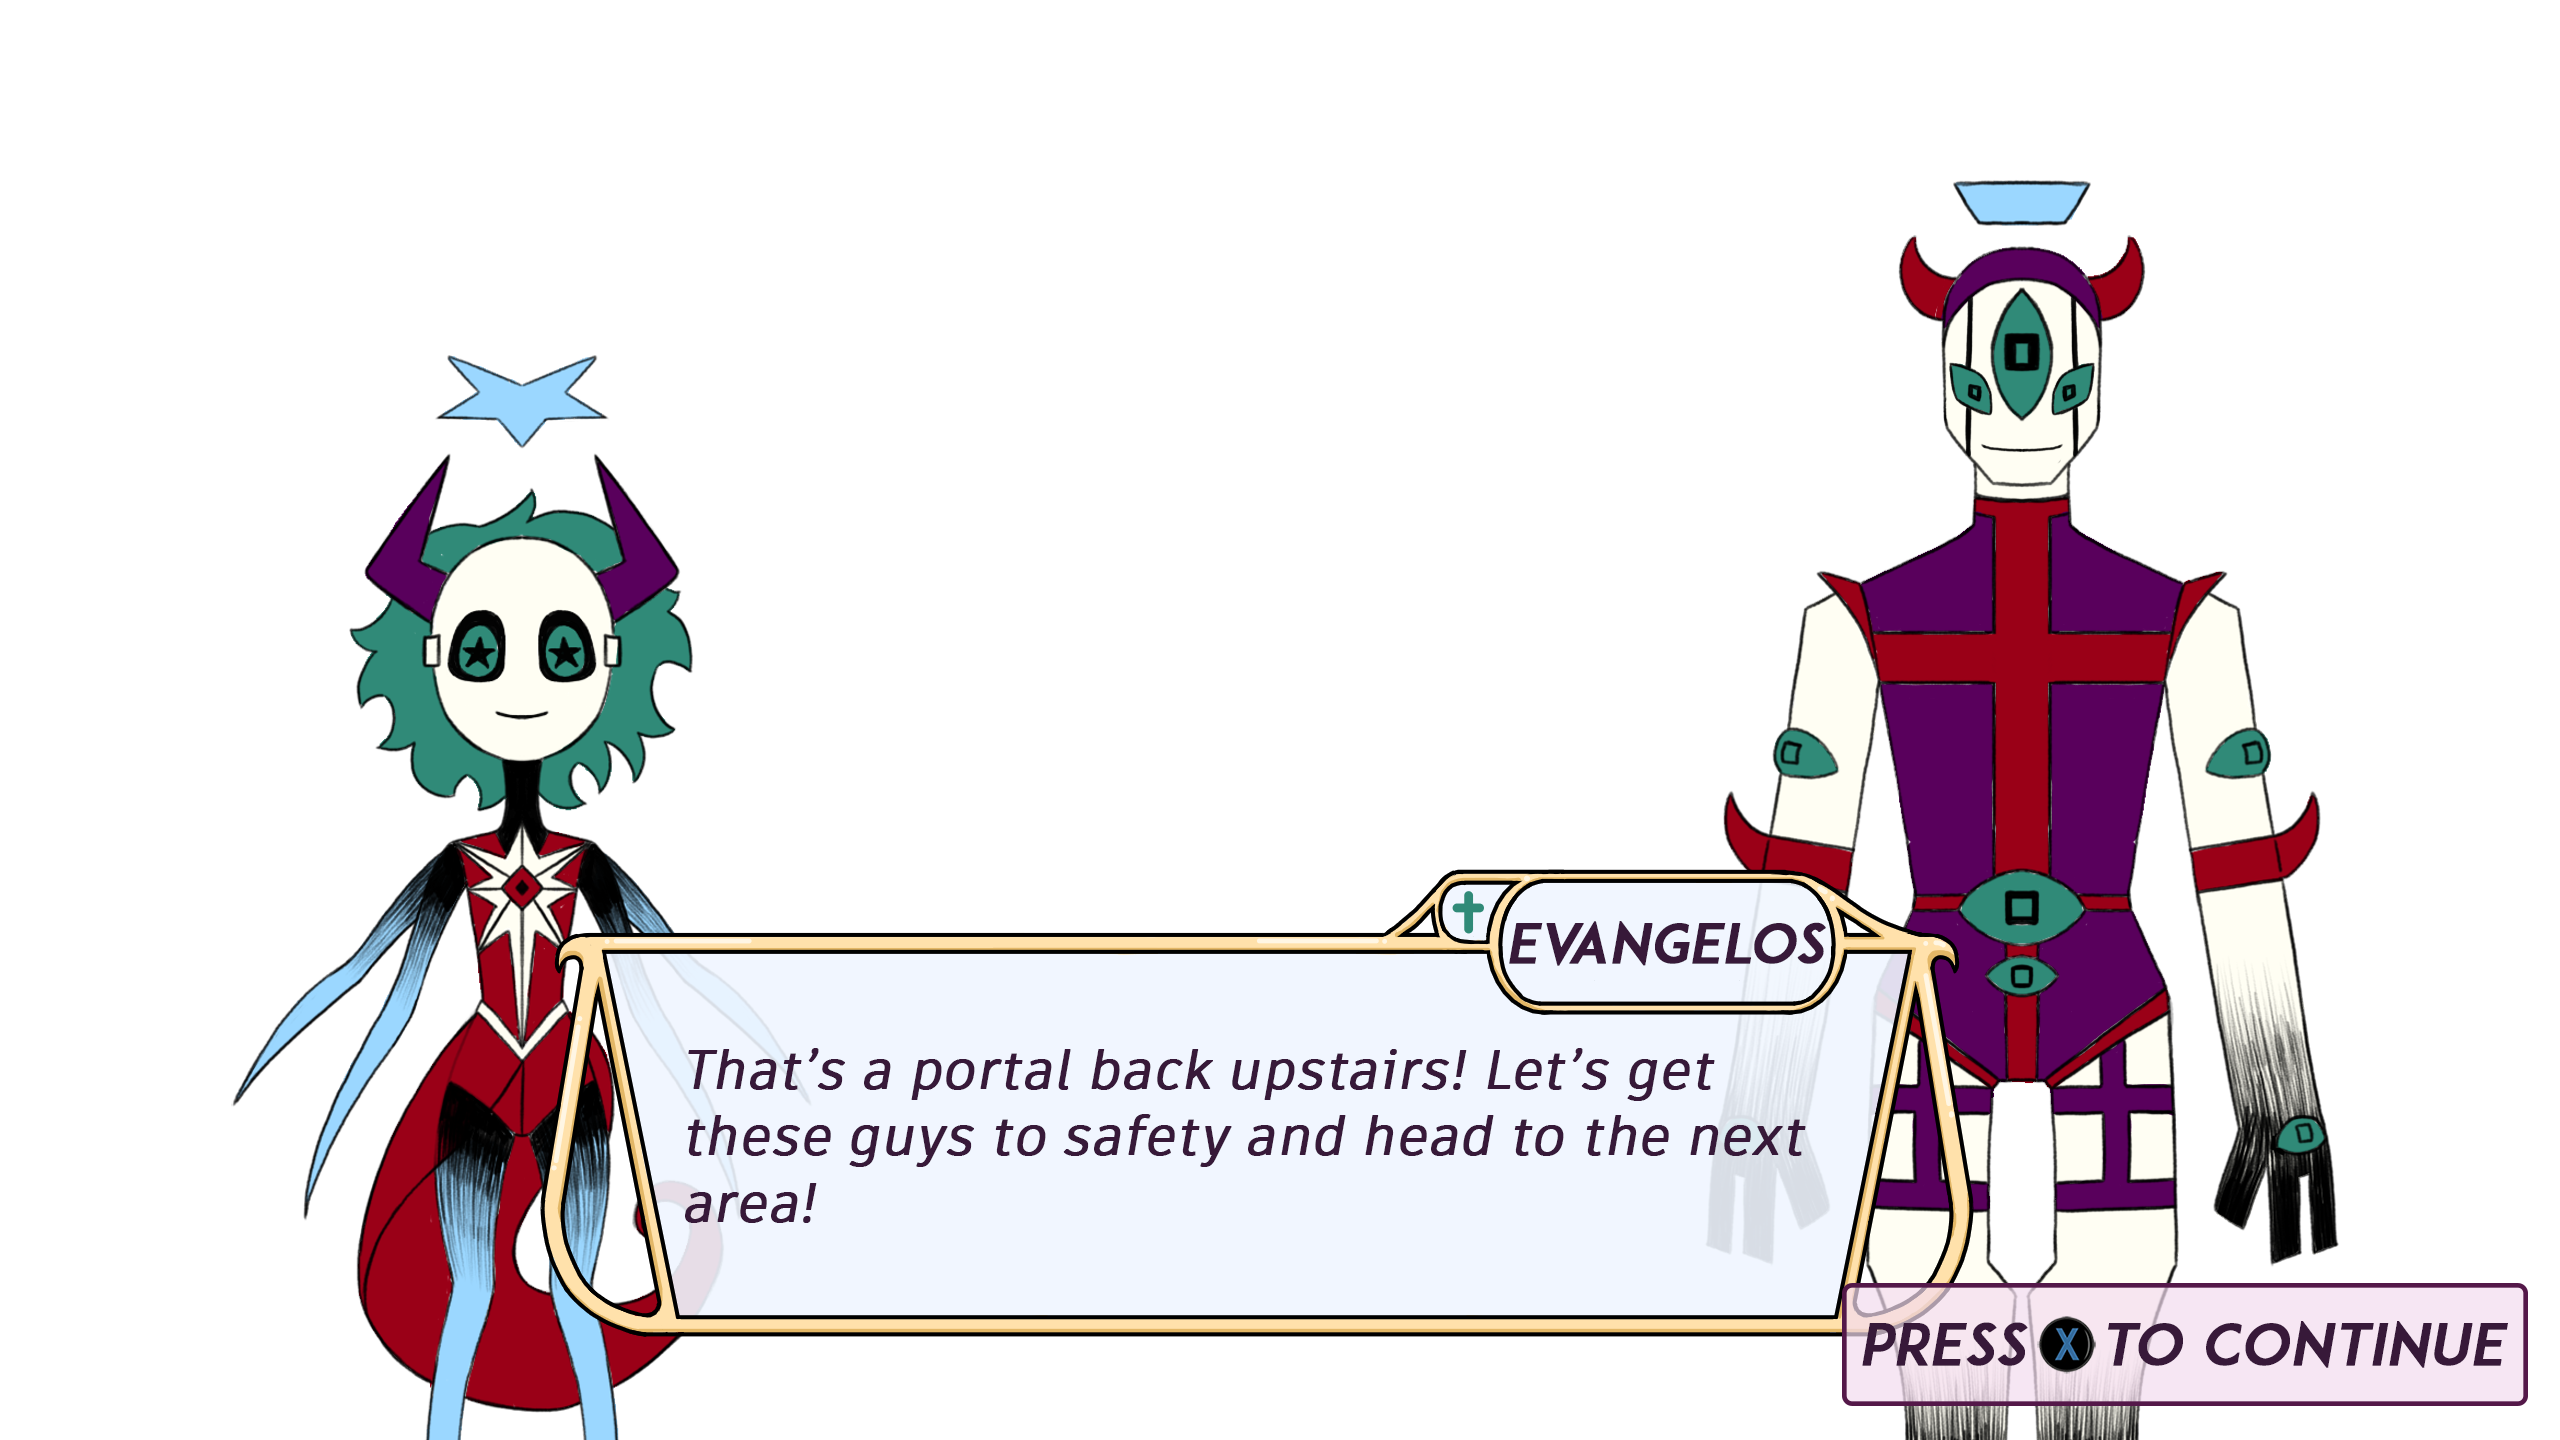 EVANGELOS
That’s a portal back upstairs! Let’s get
these guys to safety and head to the next
area!
PRESS X TO CONTINUE